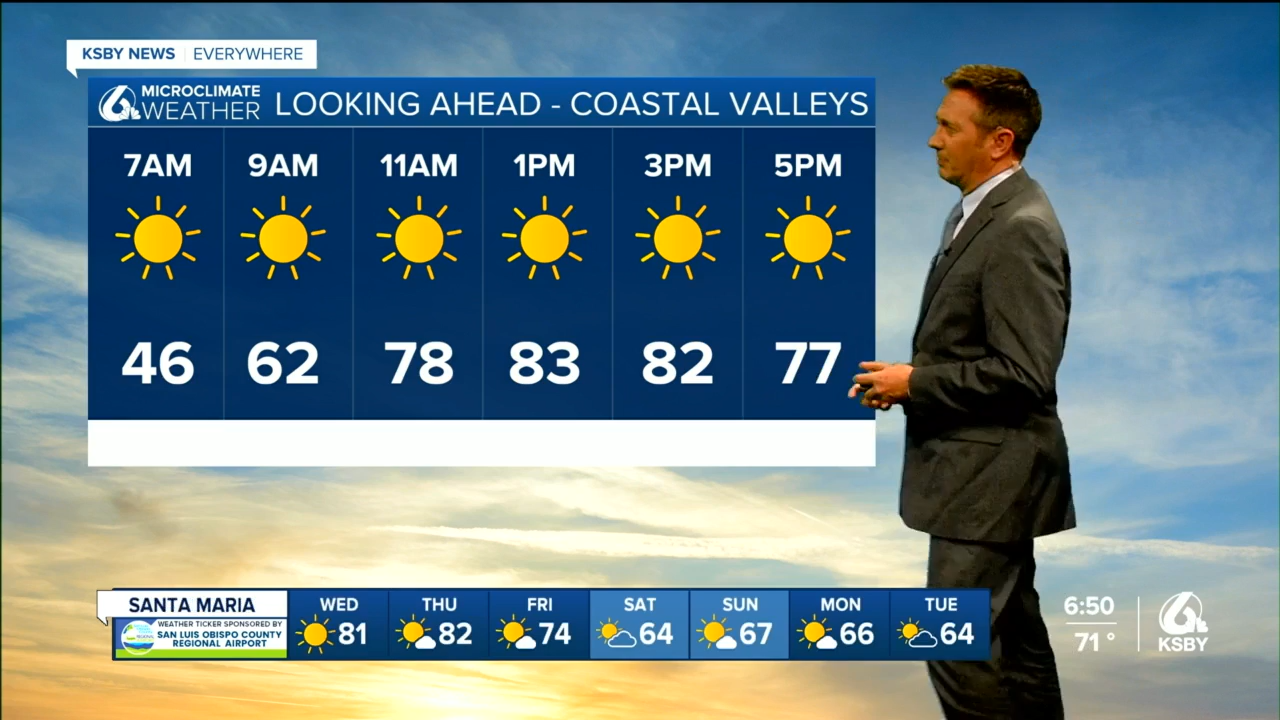 KSBY NEWS | EVERYWHERE
6 MICROCLIMATE
WEATHER
LOOKING AHEAD - COASTAL VALLEYS
7AM 9AM 11AM 1PM 3PM 5PM
46 62 78 83 82 77
SANTA MARIA
WEATHER TICKER SPONSORED BY
SAN LUIS OBISPO COUNTY
REGIONAL AIRPORT
WED THU FRI SAT SUN MON TUE
81 82 74 64 67 66 64
6:50
71°
6
KSBY